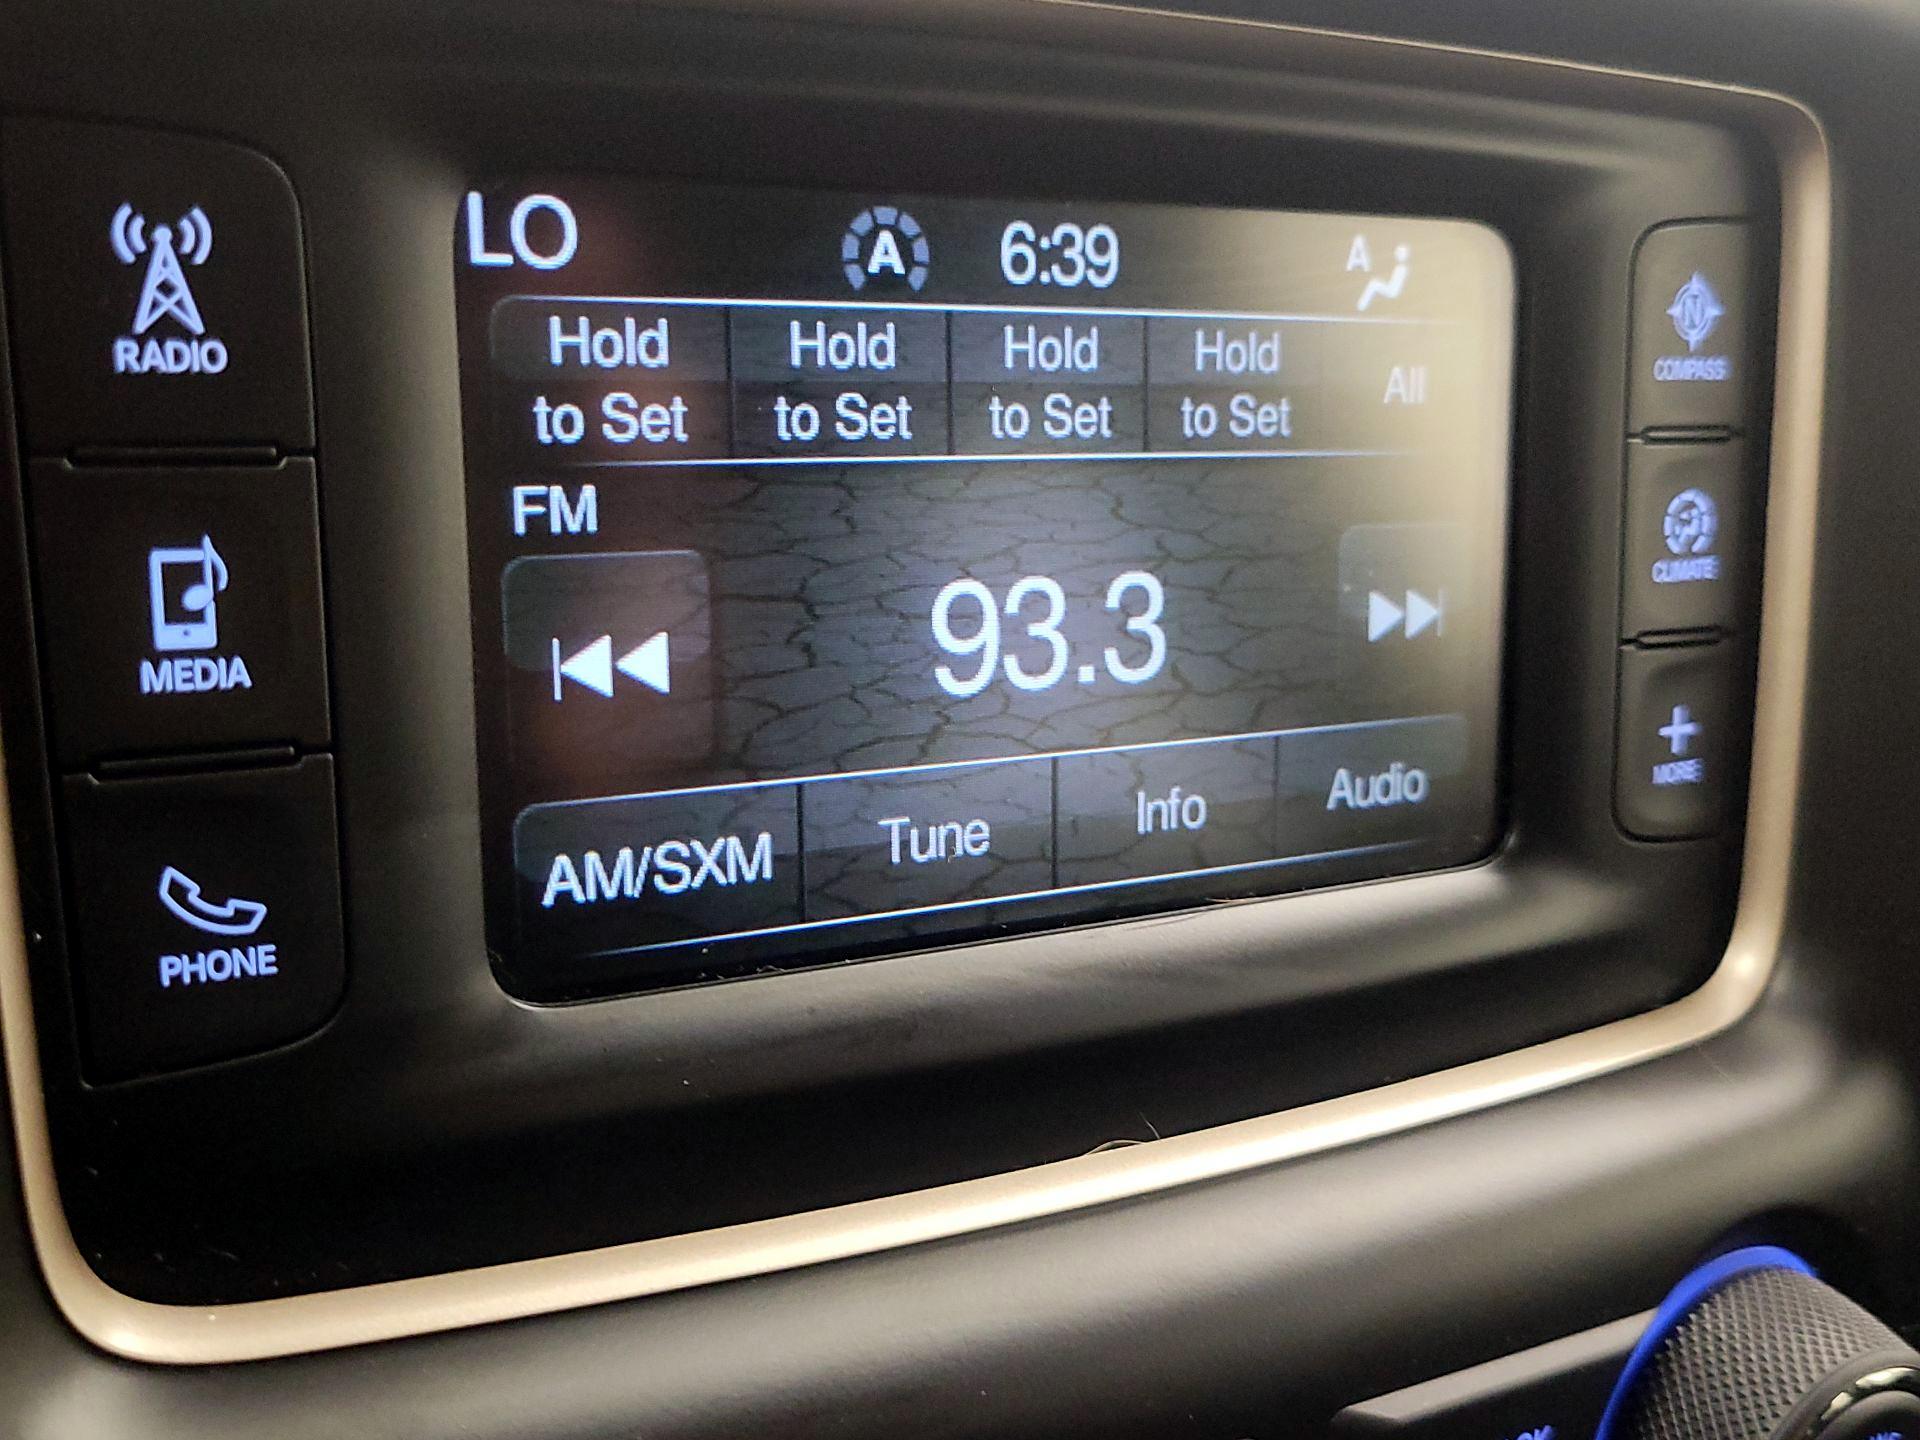 LO
A
6:39
A
Hold to Set
Hold to Set
Hold to Set
Hold to Set
All
FM
93.3
AM/SXM
Tune
Info
Audio
RADIO
MEDIA
PHONE
N
COMPASS
CLIMATE
MORE